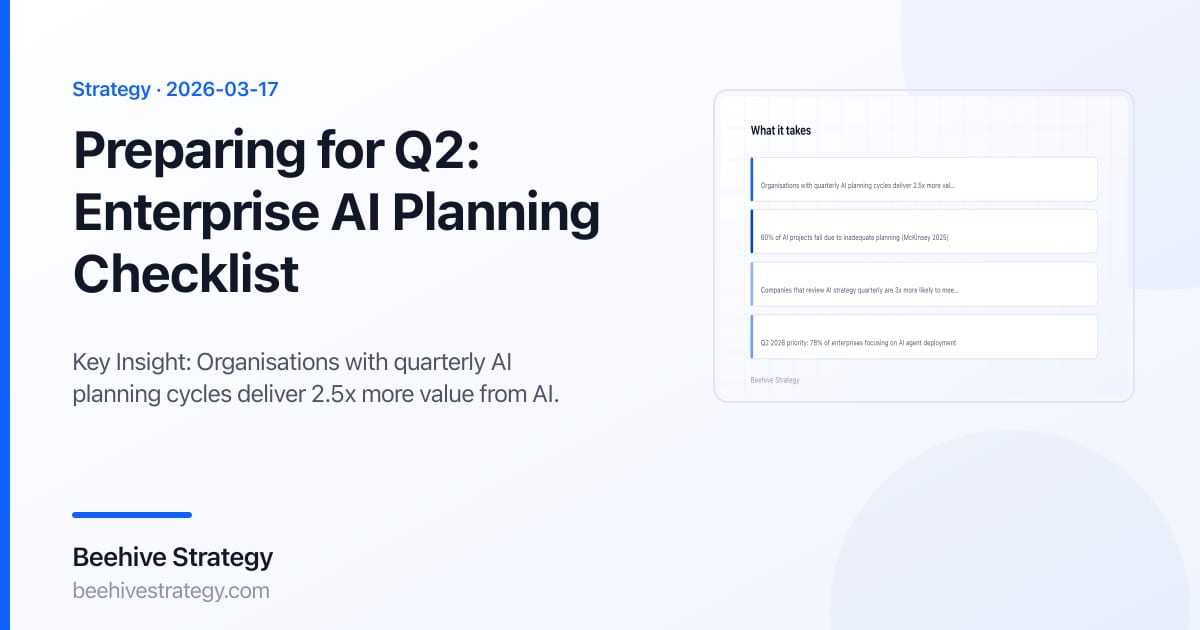 Strategy · 2026-03-17
Preparing for Q2:
Enterprise AI Planning
Checklist
Key Insight: Organisations with quarterly AI
planning cycles deliver 2.5x more value from AI.
Beehive Strategy
beehivestrategy.com
What it takes
Organisations with quarterly AI planning cycles deliver 2.5x more val...
60% of AI projects fail due to inadequate planning (McKinsey 2025)
Companies that review AI strategy quarterly are 3x more likely to mee...
Q2 2026 priority: 78% of enterprises focusing on AI agent deployment
Beehive Strategy